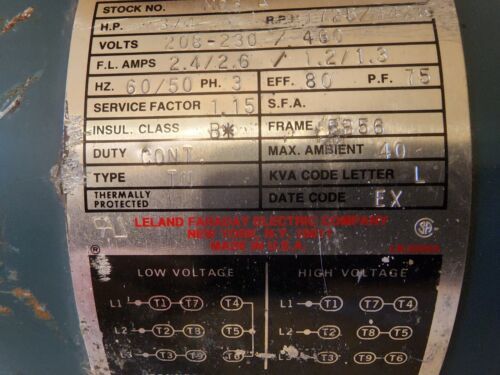 STOCK NO.
H.P. 3/4 R.P.M.
VOLTS 208-230 / 460
F.L. AMPS 2.4/2.6 / 1.2/1.3
HZ. 60/50 PH. 3 EFF. 80 P.F. 75
SERVICE FACTOR 1.15 S.F.A.
INSUL. CLASS B* FRAME
DUTY CONT. MAX. AMBIENT 40
TYPE KVA CODE LETTER L
THERMALLY PROTECTED DATE CODE EX
LELAND FARADAY ELECTRIC COMPANY
NEW YORK, N.Y.
MADE IN U.S.A.
LOW VOLTAGE HIGH VOLTAGE
L1 T1 T7 T4 L1 T1 T7 T4
L2 T2 T8 T5 L2 T2 T8 T5
L3 T3 T9 T6 L3 T3 T9 T6